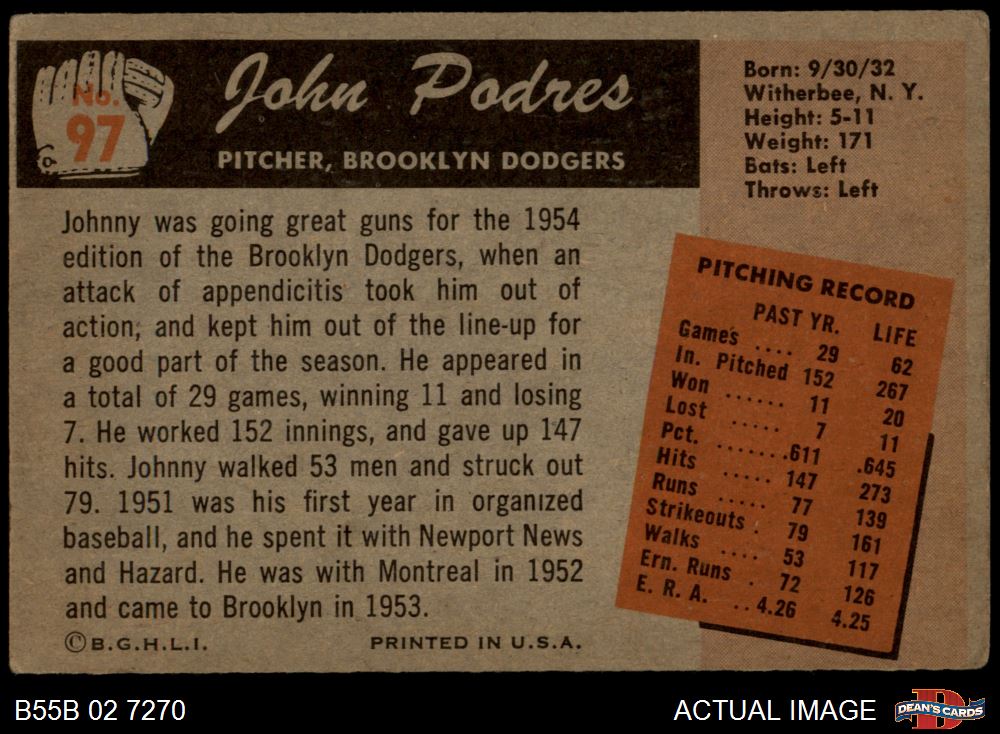 No.
97
John Podres
PITCHER, BROOKLYN DODGERS
Born: 9/30/32
Witherbee, N. Y.
Height: 5-11
Weight: 171
Bats: Left
Throws: Left
Johnny was going great guns for the 1954
edition of the Brooklyn Dodgers, when an
attack of appendicitis took him out of
action; and kept him out of the line-up for
a good part of the season. He appeared in
a total of 29 games, winning 11 and losing
7. He worked 152 innings, and gave up 147
hits. Johnny walked 53 men and struck out
79. 1951 was his first year in organized
baseball, and he spent it with Newport News
and Hazard. He was with Montreal in 1952
and came to Brooklyn in 1953.
©B.G.H.L.I. PRINTED IN U.S.A.
PITCHING RECORD
PAST YR. LIFE
Games .... 29 62
In. Pitched 152 267
Won ...... 11 20
Lost ..... 7 11
Pct. .......611 .645
Hits ..... 147 273
Runs ..... 77 139
Strikeouts . 79 161
Walks .... 53 117
Ern. Runs . 72 126
E. R. A. ..4.26 4.25
B55B 02 7270
ACTUAL IMAGE
DEAN'S CARDS